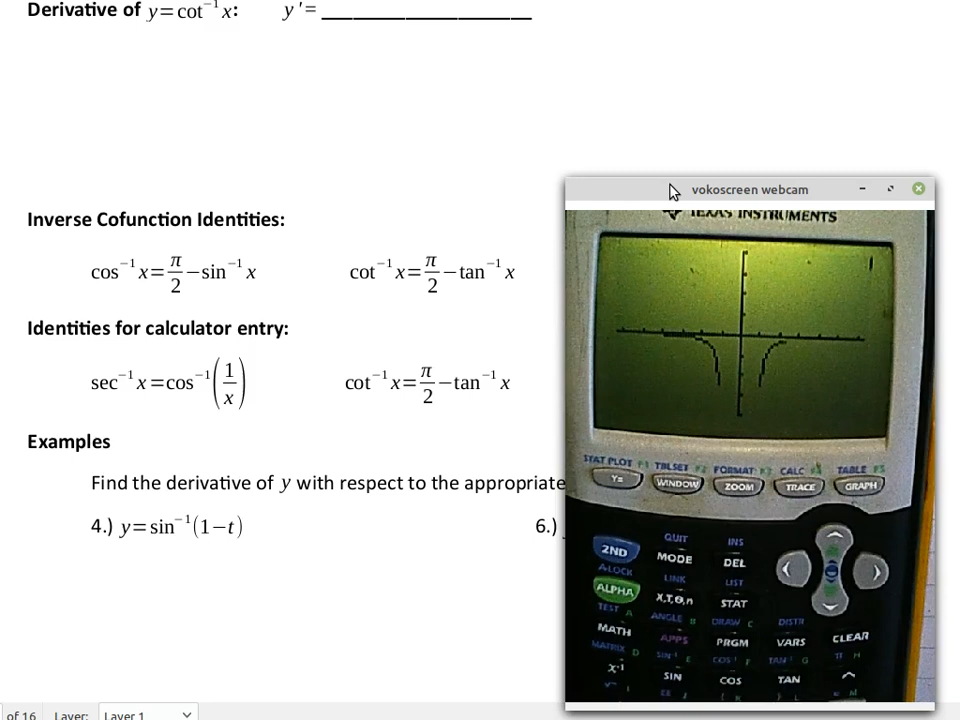 Derivative of y=cot⁻¹x: y'= ____________________
vokoscreen webcam
TEXAS INSTRUMENTS
Inverse Cofunction Identities:
cos⁻¹x=π/2−sin⁻¹x cot⁻¹x=π/2−tan⁻¹x
Identities for calculator entry:
sec⁻¹x=cos⁻¹(1/x) cot⁻¹x=π/2−tan⁻¹x
Examples
Find the derivative of y with respect to the appropriate
4.) y=sin⁻¹(1−t) 6.)
STAT PLOT F1 TBLSET F2 FORMAT F3 CALC F4 TABLE F5
Y= WINDOW ZOOM TRACE GRAPH
QUIT INS
2ND MODE DEL
A-LOCK LINK LIST
ALPHA X,T,Θ,n STAT
TEST A ANGLE B DRAW C DISTR
MATH APPS PRGM VARS CLEAR
MATRIX D SIN⁻¹ E COS⁻¹ F TAN⁻¹ G π H
x⁻¹ SIN COS TAN ^
EE J
of 16 Layer: Layer 1